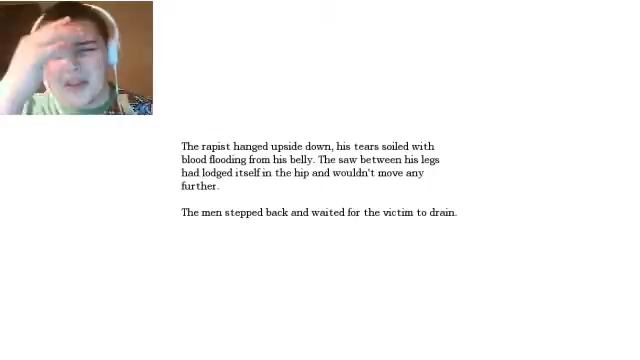 The rapist hanged upside down, his tears soiled with
blood flooding from his belly. The saw between his legs
had lodged itself in the hip and wouldn't move any
further.
The men stepped back and waited for the victim to drain.